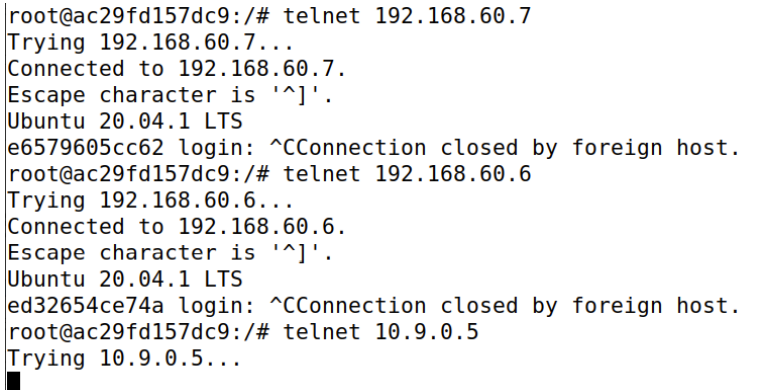 root@ac29fd157dc9:/# telnet 192.168.60.7
Trying 192.168.60.7...
Connected to 192.168.60.7.
Escape character is '^]'.
Ubuntu 20.04.1 LTS
e6579605cc62 login: ^CConnection closed by foreign host.
root@ac29fd157dc9:/# telnet 192.168.60.6
Trying 192.168.60.6...
Connected to 192.168.60.6.
Escape character is '^]'.
Ubuntu 20.04.1 LTS
ed32654ce74a login: ^CConnection closed by foreign host.
root@ac29fd157dc9:/# telnet 10.9.0.5
Trying 10.9.0.5...